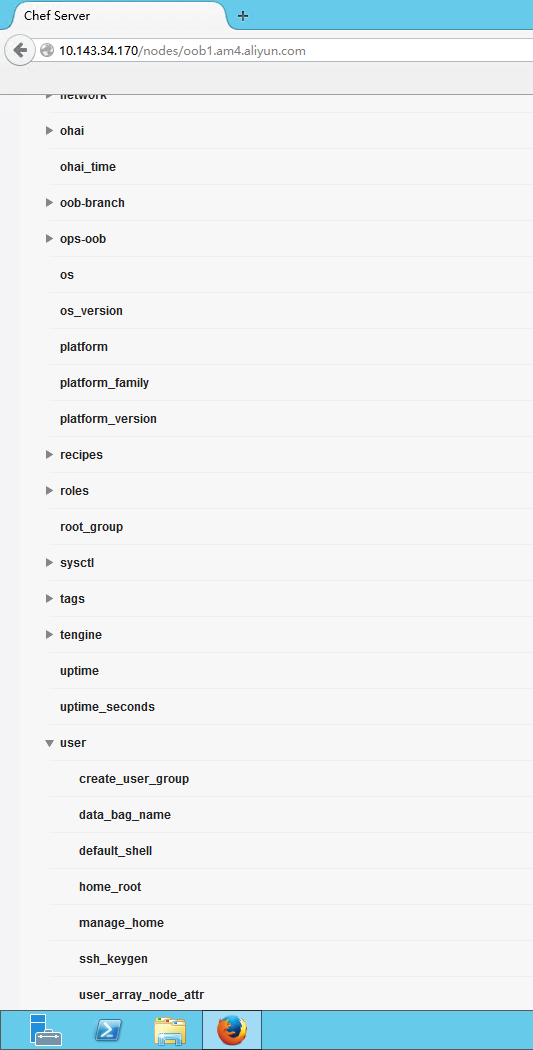 Chef Server
10.143.34.170/nodes/oob1.am4.aliyun.com
network
ohai
ohai_time
oob-branch
ops-oob
os
os_version
platform
platform_family
platform_version
recipes
roles
root_group
sysctl
tags
tengine
uptime
uptime_seconds
user
create_user_group
data_bag_name
default_shell
home_root
manage_home
ssh_keygen
user_array_node_attr